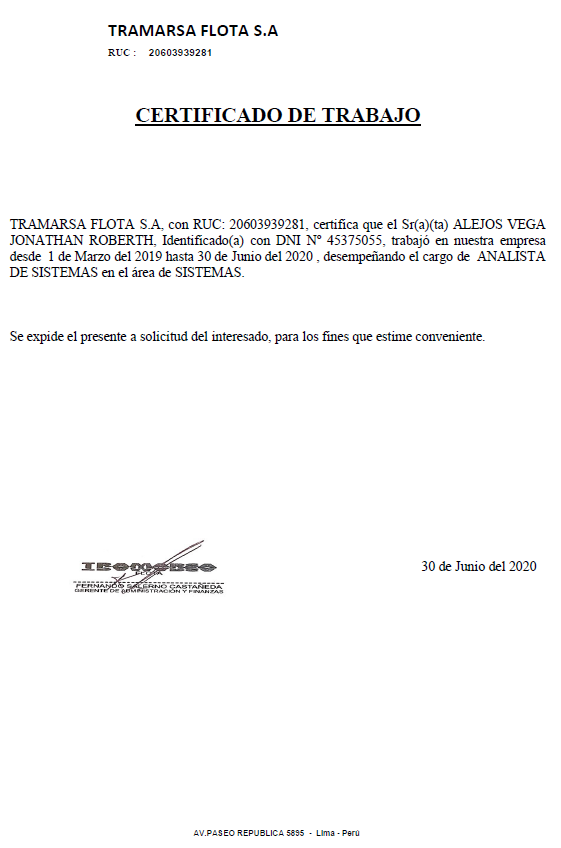 TRAMARSA FLOTA S.A
RUC : 20603939281
CERTIFICADO DE TRABAJO
TRAMARSA FLOTA S.A, con RUC: 20603939281, certifica que el Sr(a)(ta) ALEJOS VEGA
JONATHAN ROBERTH, Identificado(a) con DNI Nº 45375055, trabajó en nuestra empresa
desde 1 de Marzo del 2019 hasta 30 de Junio del 2020 , desempeñando el cargo de ANALISTA
DE SISTEMAS en el área de SISTEMAS.
Se expide el presente a solicitud del interesado, para los fines que estime conveniente.
FLOTA
30 de Junio del 2020
FERNANDO SALERNO CASTAÑEDA
GERENTE DE ADMINISTRACIÓN Y FINANZAS
AV.PASEO REPUBLICA 5895 - Lima - Perú